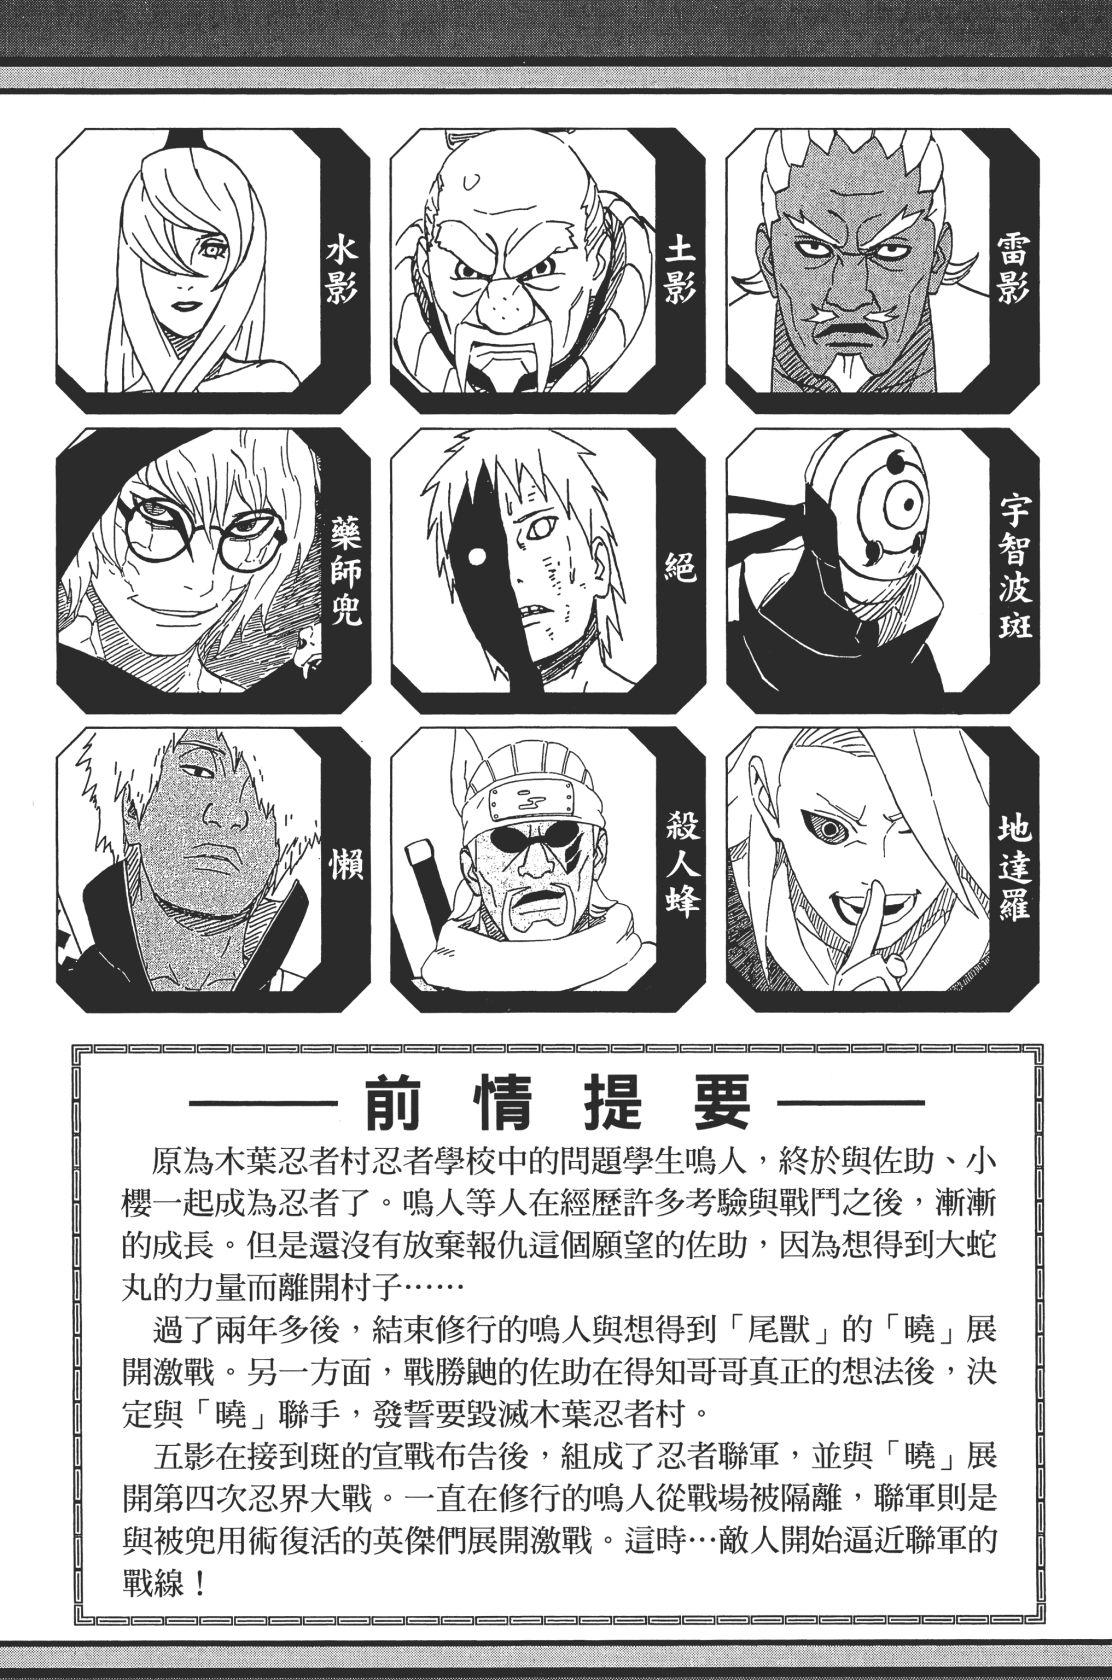 雷影
土影
水影
宇智波斑
絕
藥師兜
地達羅
殺人蜂
懶
前情提要
原為木葉忍者村忍者學校中的問題學生鳴人，終於與佐助、小
櫻一起成為忍者了。鳴人等人在經歷許多考驗與戰鬥之後，漸漸
的成長。但是還沒有放棄報仇這個願望的佐助，因為想得到大蛇
丸的力量而離開村子……
過了兩年多後，結束修行的鳴人與想得到「尾獸」的「曉」展
開激戰。另一方面，戰勝鼬的佐助在得知哥哥真正的想法後，決
定與「曉」聯手，發誓要毀滅木葉忍者村。
五影在接到斑的宣戰布告後，組成了忍者聯軍，並與「曉」展
開第四次忍界大戰。一直在修行的鳴人從戰場被隔離，聯軍則是
與被兜用術復活的英傑們展開激戰。這時…敵人開始逼近聯軍的
戰線！